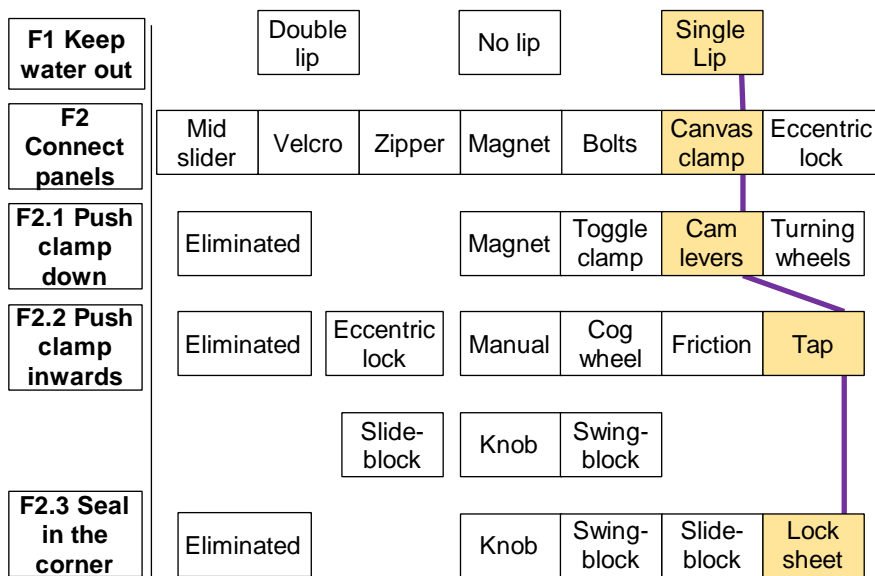 F1 Keep
water out
Double
lip
No lip
Single
Lip
F2
Connect
panels
Mid
slider
Velcro
Zipper
Magnet
Bolts
Canvas
clamp
Eccentric
lock
F2.1 Push
clamp
down
Eliminated
Magnet
Toggle
clamp
Cam
levers
Turning
wheels
F2.2 Push
clamp
inwards
Eliminated
Eccentric
lock
Manual
Cog
wheel
Friction
Tap
Slide-
block
Knob
Swing-
block
F2.3 Seal
in the
corner
Eliminated
Knob
Swing-
block
Slide-
block
Lock
sheet